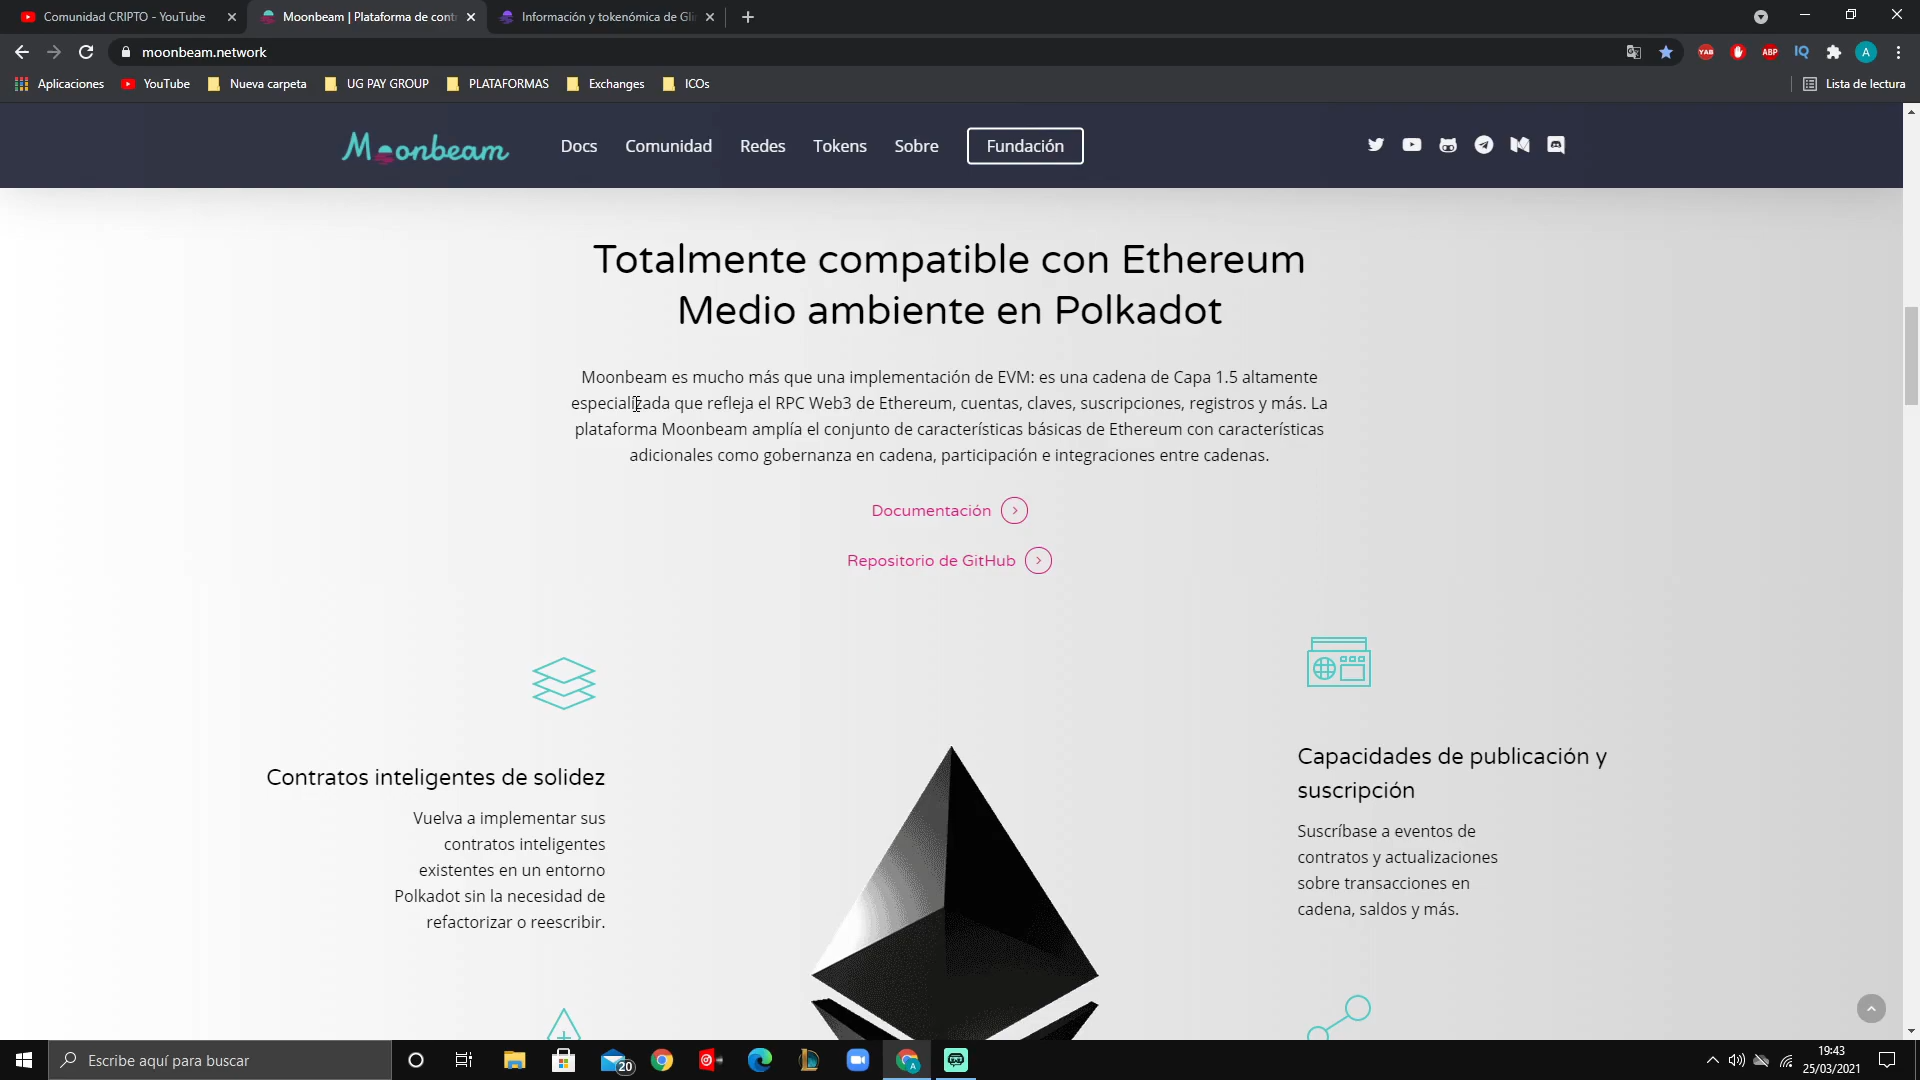 Comunidad CRIPTO - YouTube
Moonbeam | Plataforma de cont
Información y tokenómica de Gli
moonbeam.network
YAB
ABP
IQ
A
Aplicaciones
YouTube
Nueva carpeta
UG PAY GROUP
PLATAFORMAS
Exchanges
ICOs
Lista de lectura
Moonbeam
Docs
Comunidad
Redes
Tokens
Sobre
Fundación
Totalmente compatible con Ethereum
Medio ambiente en Polkadot
Moonbeam es mucho más que una implementación de EVM: es una cadena de Capa 1.5 altamente
especializada que refleja el RPC Web3 de Ethereum, cuentas, claves, suscripciones, registros y más. La
plataforma Moonbeam amplía el conjunto de características básicas de Ethereum con características
adicionales como gobernanza en cadena, participación e integraciones entre cadenas.
Documentación
Repositorio de GitHub
Contratos inteligentes de solidez
Vuelva a implementar sus
contratos inteligentes
existentes en un entorno
Polkadot sin la necesidad de
refactorizar o reescribir.
Capacidades de publicación y
suscripción
Suscríbase a eventos de
contratos y actualizaciones
sobre transacciones en
cadena, saldos y más.
Escribe aquí para buscar
20
A
19:43
25/03/2021